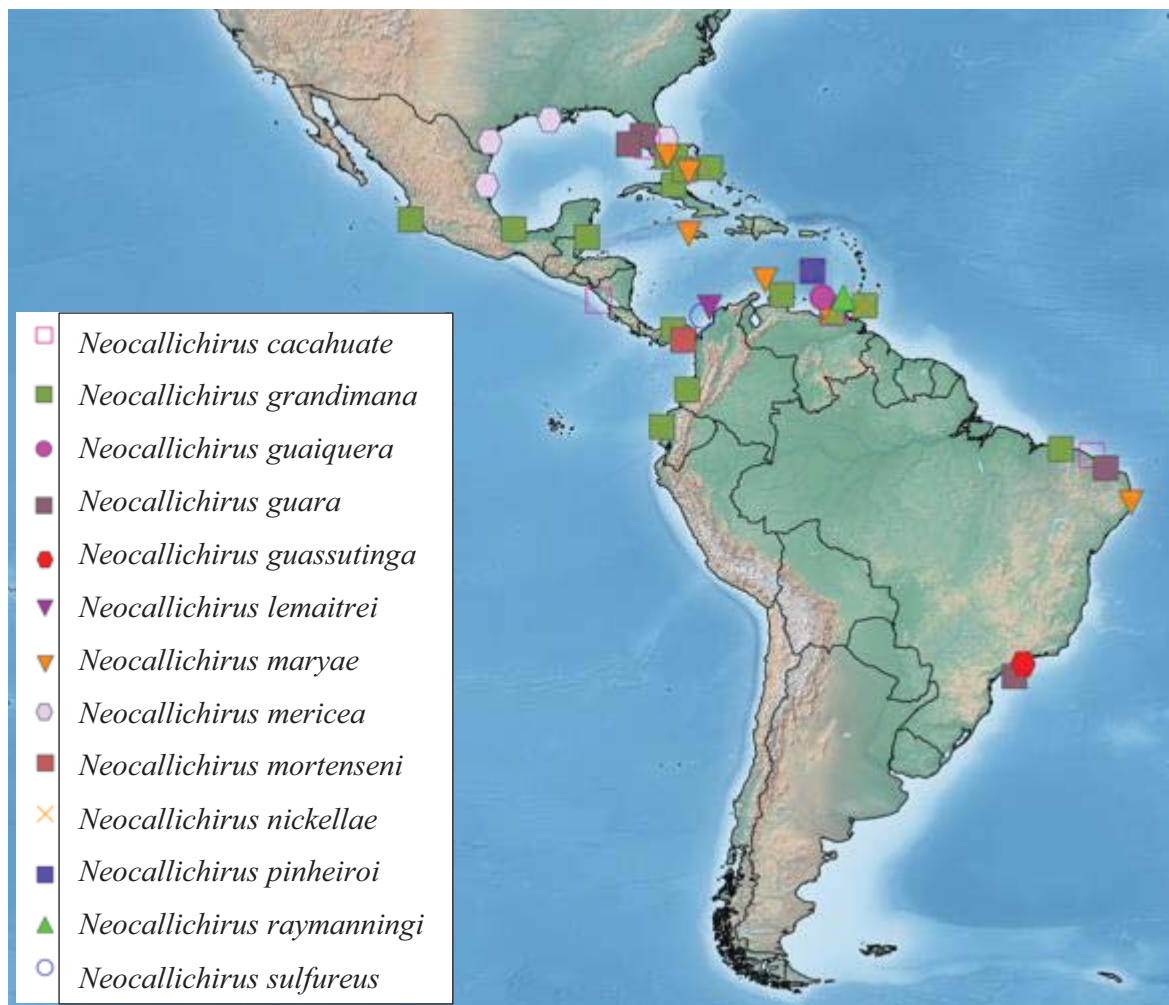 Neocallichirus cacahuate
Neocallichirus grandimana
Neocallichirus guaiquera
Neocallichirus guara
Neocallichirus guassutinga
Neocallichirus lemaitrei
Neocallichirus maryae
Neocallichirus mericea
Neocallichirus mortenseni
Neocallichirus nickellae
Neocallichirus pinheiroi
Neocallichirus raymanningi
Neocallichirus sulfureus